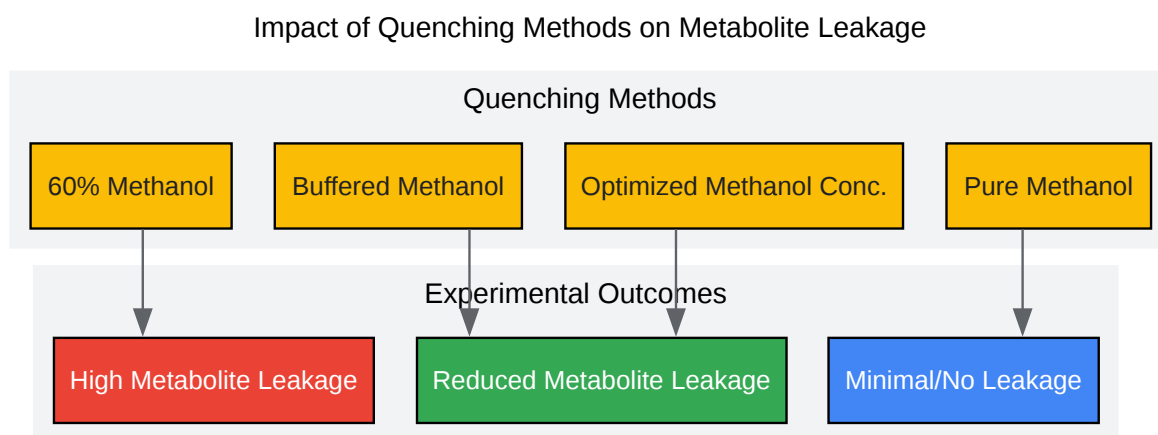 Impact of Quenching Methods on Metabolite Leakage
Quenching Methods
60% Methanol
Buffered Methanol
Optimized Methanol Conc.
Pure Methanol
Experimental Outcomes
High Metabolite Leakage
Reduced Metabolite Leakage
Minimal/No Leakage